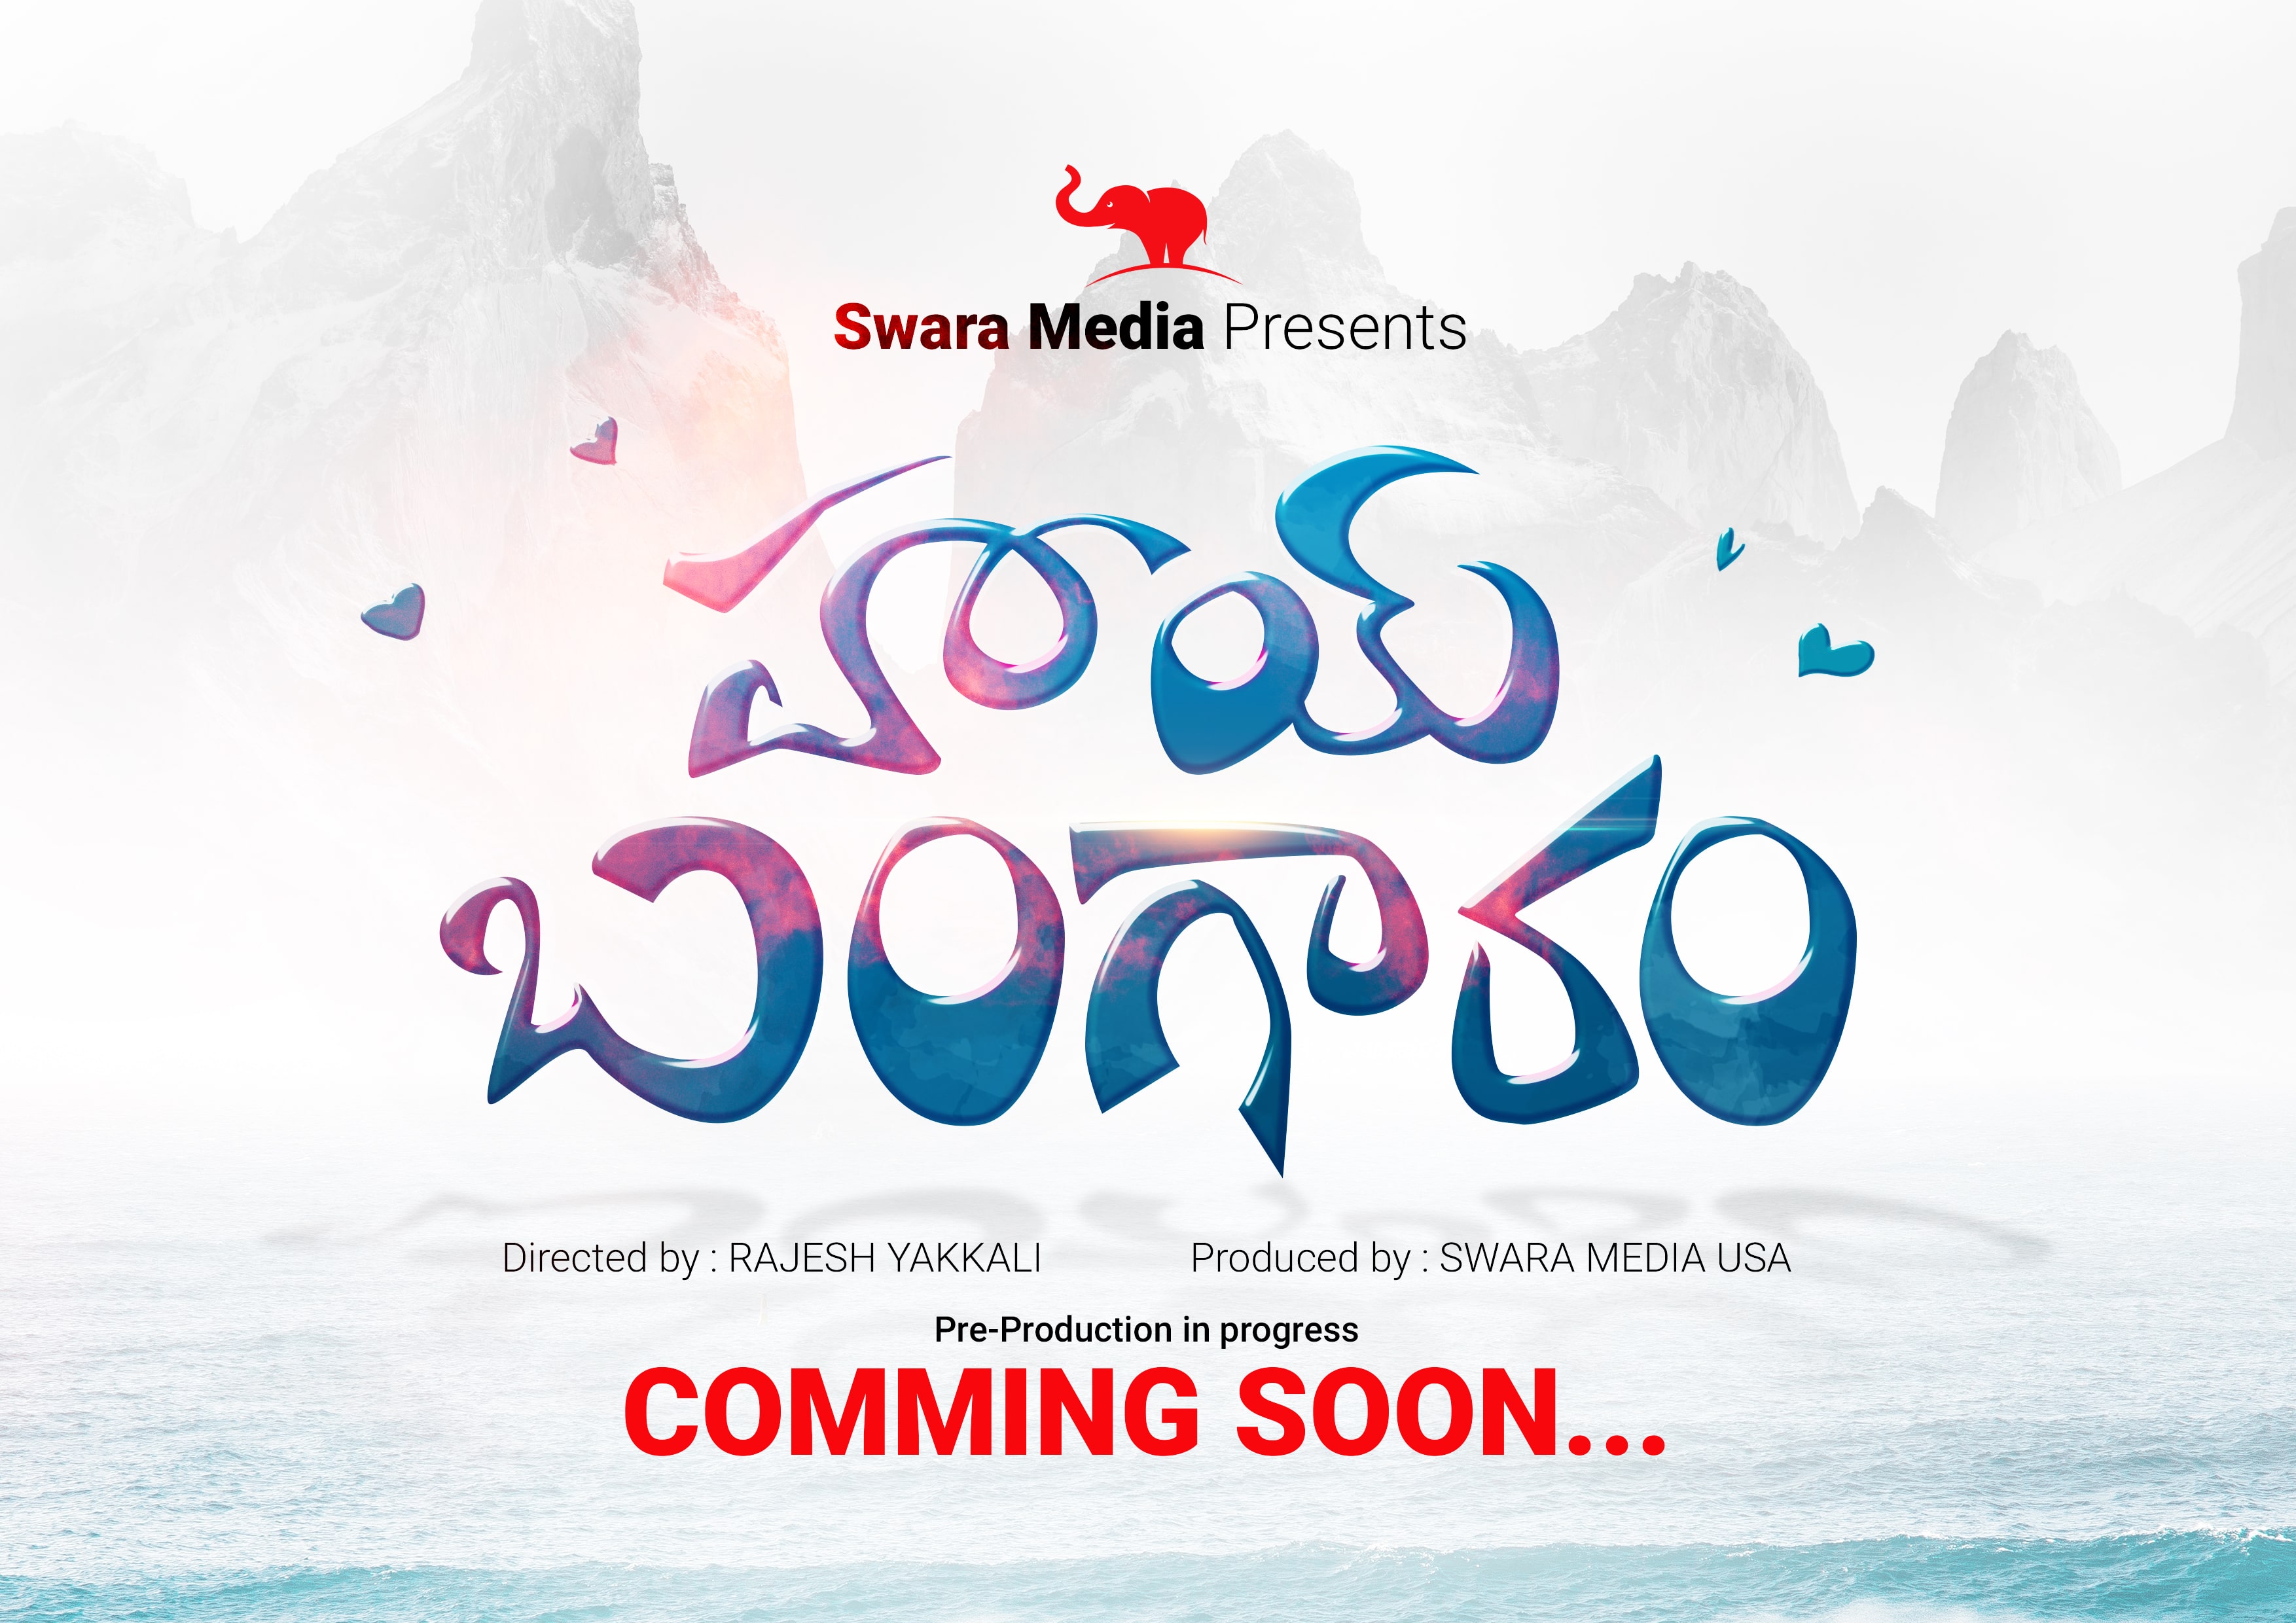 Swara Media Presents
హాయ్
బంగారం
Directed by : RAJESH YAKKALI
Produced by : SWARA MEDIA USA
Pre-Production in progress
COMMING SOON...